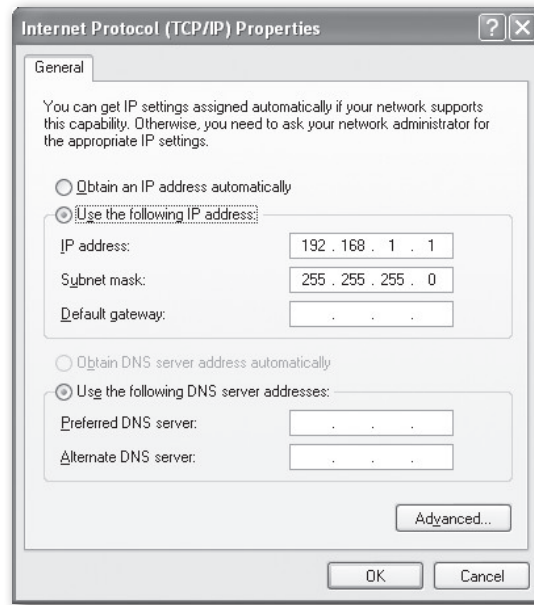 Internet Protocol (TCP/IP) Properties
General
You can get IP settings assigned automatically if your network supports
this capability. Otherwise, you need to ask your network administrator for
the appropriate IP settings.
Obtain an IP address automatically
Use the following IP address:
IP address: 192 . 168 . 1 . 1
Subnet mask: 255 . 255 . 255 . 0
Default gateway: . . .
Obtain DNS server address automatically
Use the following DNS server addresses:
Preferred DNS server: . . .
Alternate DNS server: . . .
Advanced...
OK Cancel